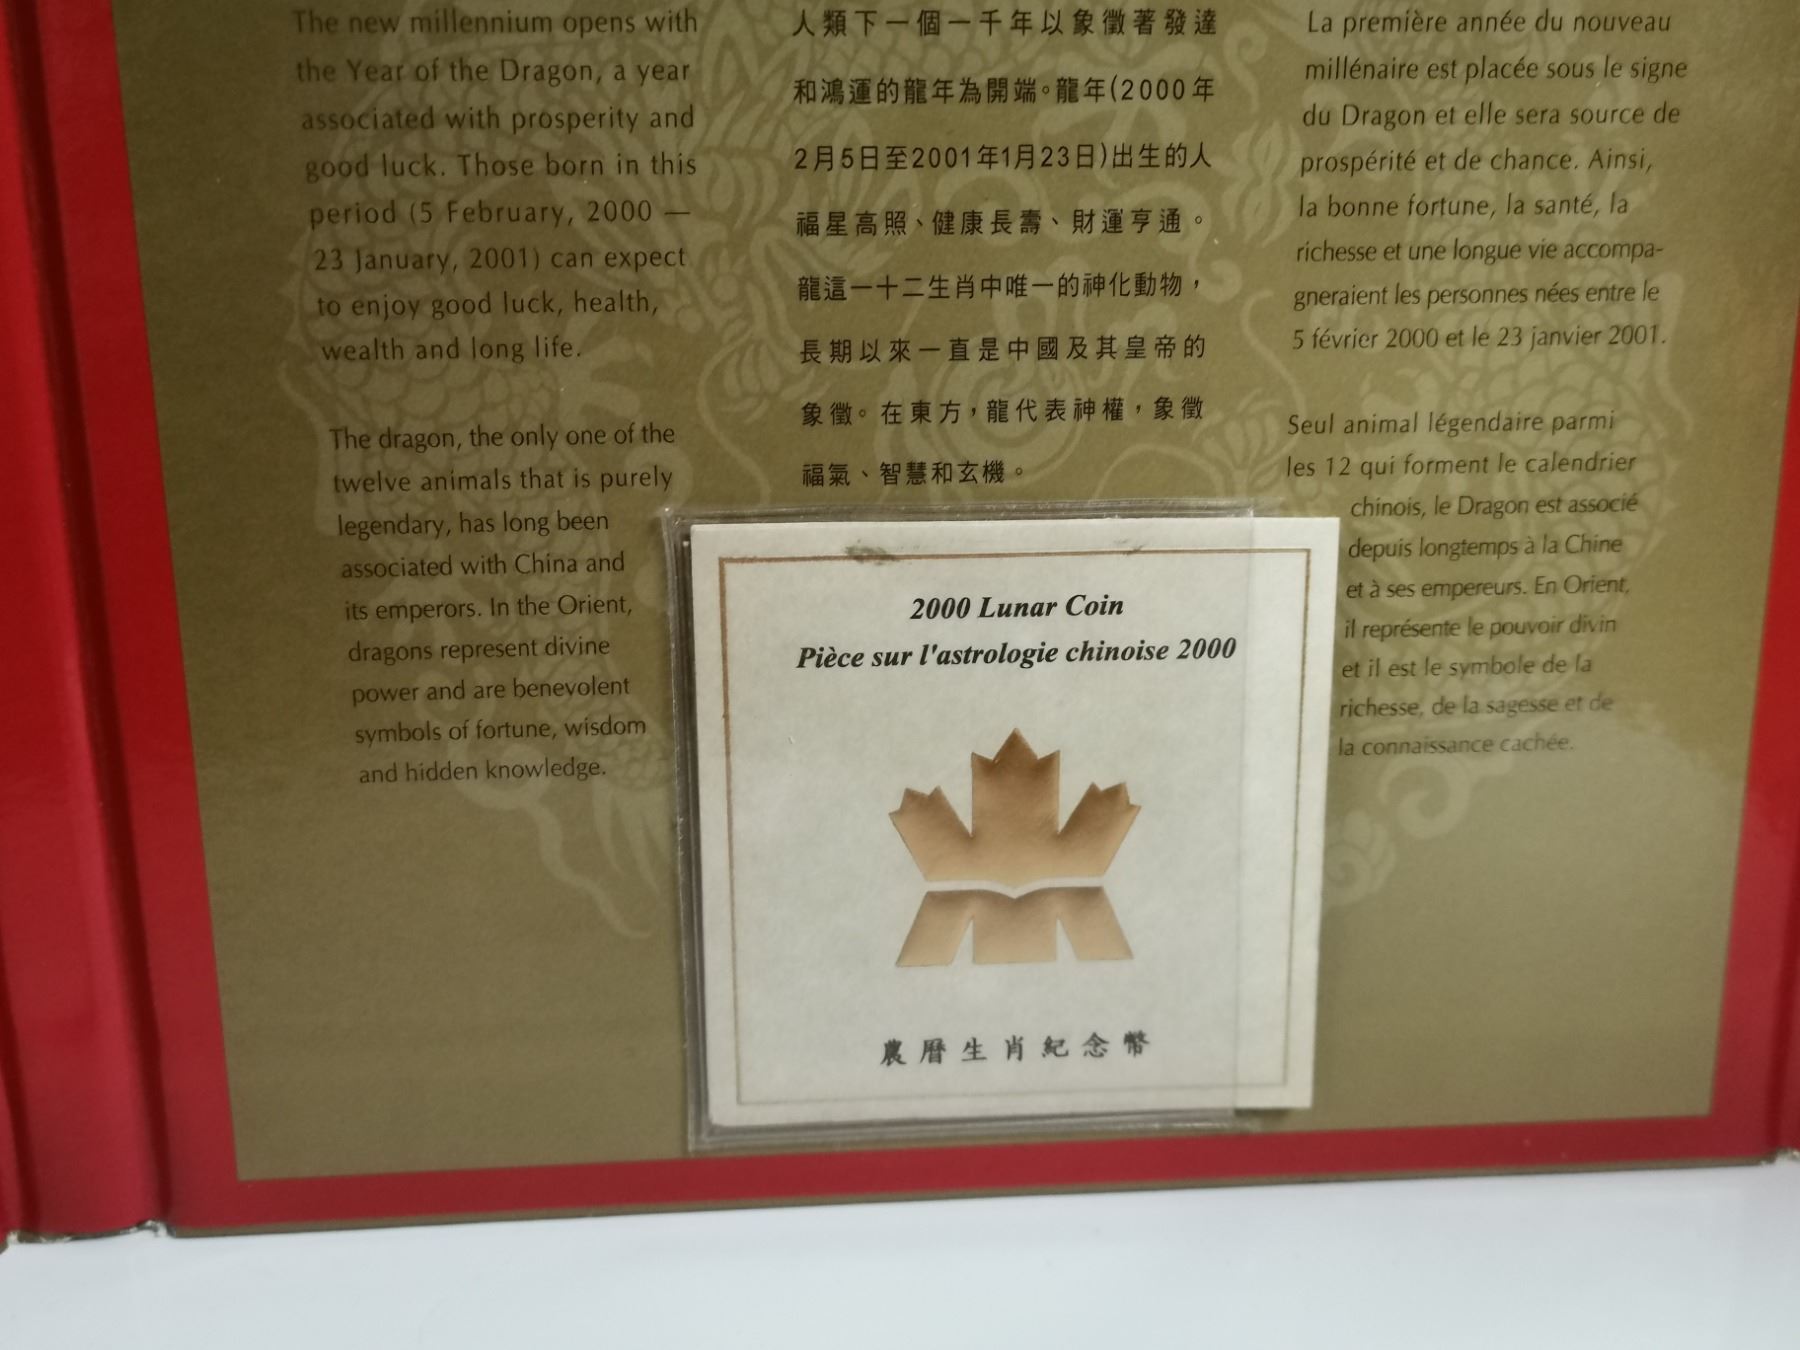 The new millennium opens with
the Year of the Dragon, a year
associated with prosperity and
good luck. Those born in this
period (5 February, 2000 —
23 January, 2001) can expect
to enjoy good luck, health,
wealth and long life.
The dragon, the only one of the
twelve animals that is purely
legendary, has long been
associated with China and
its emperors. In the Orient,
dragons represent divine
power and are benevolent
symbols of fortune, wisdom
and hidden knowledge.
人類下一個一千年以象徵著發達
和鴻運的龍年為開端。龍年(2000年
2月5日至2001年1月23日)出生的人
福星高照、健康長壽、財運亨通。
龍這一十二生肖中唯一的神化動物，
長期以來一直是中國及其皇帝的
象徵。在東方，龍代表神權，象徵
福氣、智慧和玄機。
La première année du nouveau
millénaire est placée sous le signe
du Dragon et elle sera source de
prospérité et de chance. Ainsi,
la bonne fortune, la santé, la
richesse et une longue vie accompa-
gneraient les personnes nées entre le
5 février 2000 et le 23 janvier 2001.
Seul animal légendaire parmi
les 12 qui forment le calendrier
chinois, le Dragon est associé
depuis longtemps à la Chine
et à ses empereurs. En Orient,
il représente le pouvoir divin
et il est le symbole de la
richesse, de la sagesse et de
la connaissance cachée.
2000 Lunar Coin
Pièce sur l'astrologie chinoise 2000
農曆生肖紀念幣